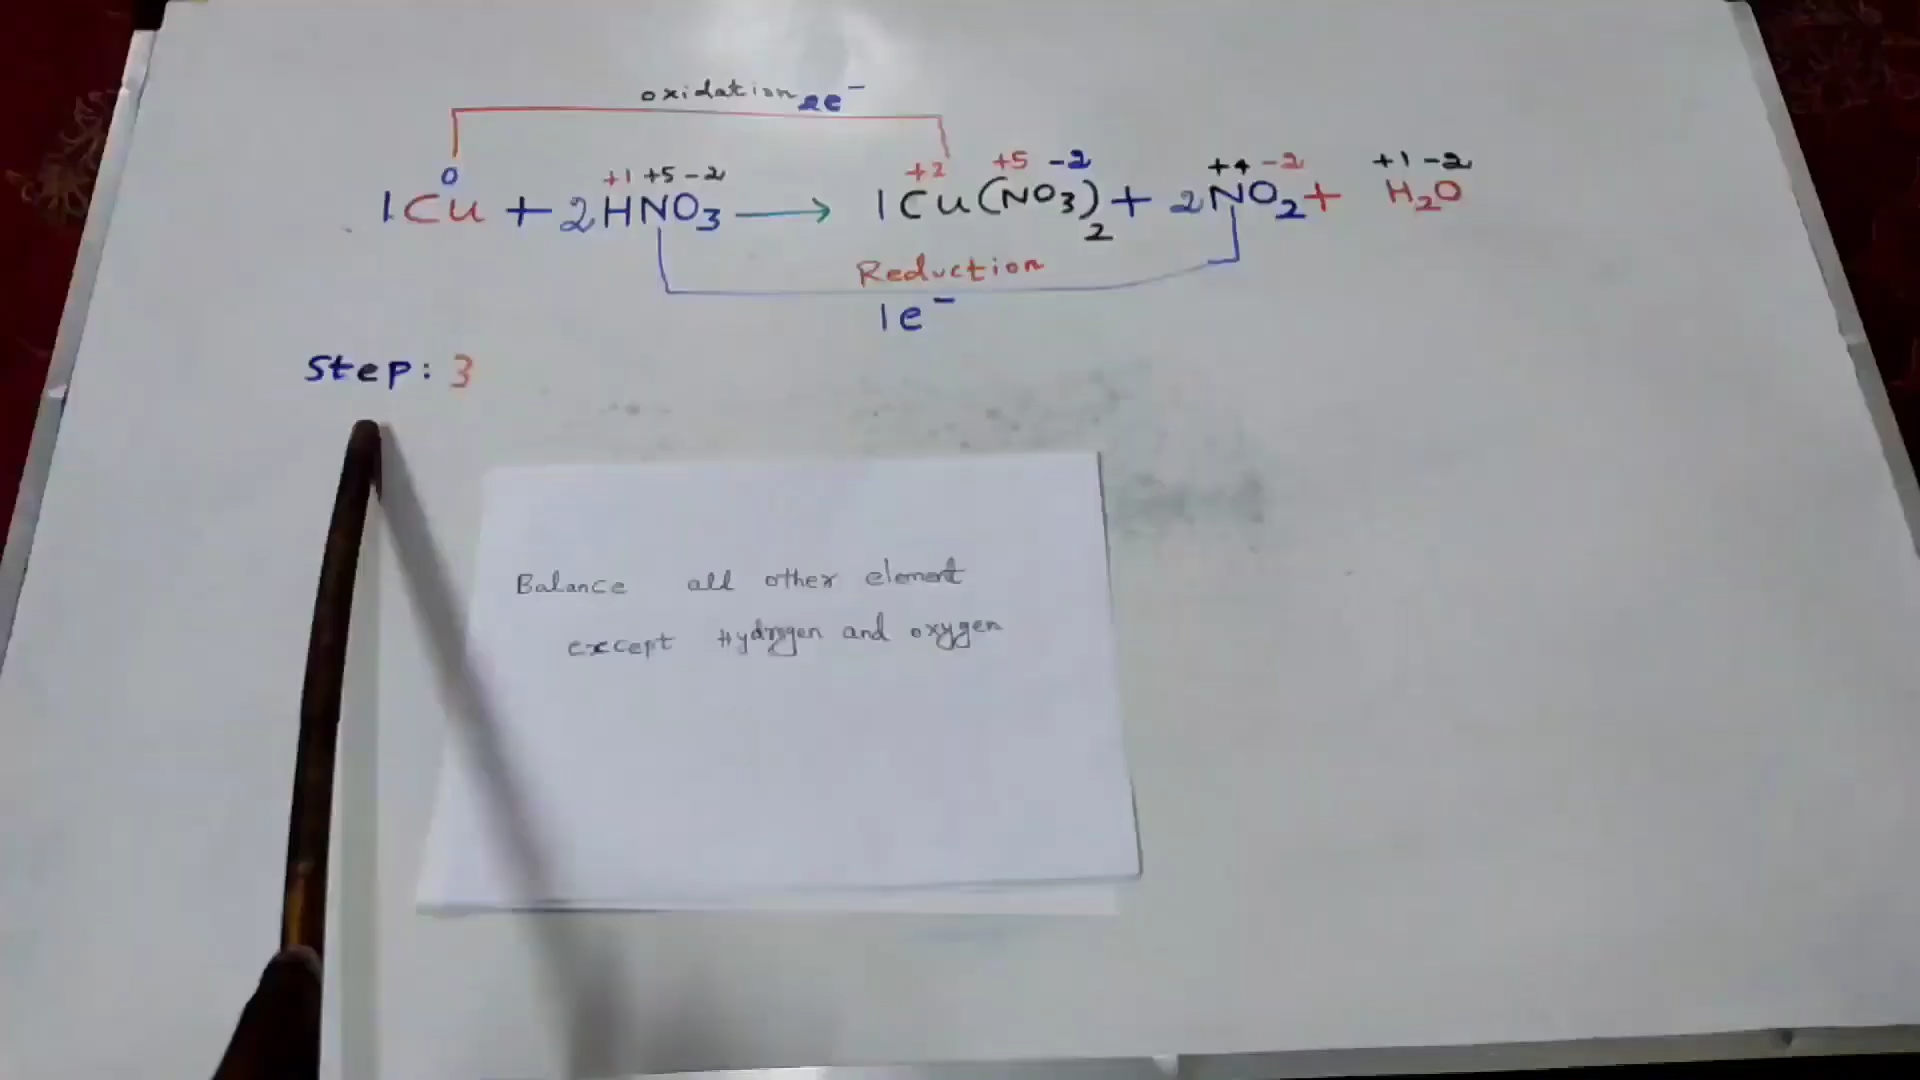 oxidation 2e⁻
0 +1 +5 -2 +2 +5 -2 +4 -2 +1 -2
1Cu + 2HNO₃ → 1Cu(NO₃)₂ + 2NO₂ + H₂O
Reduction
1e⁻
Step: 3
Balance all other element
except Hydrogen and oxygen